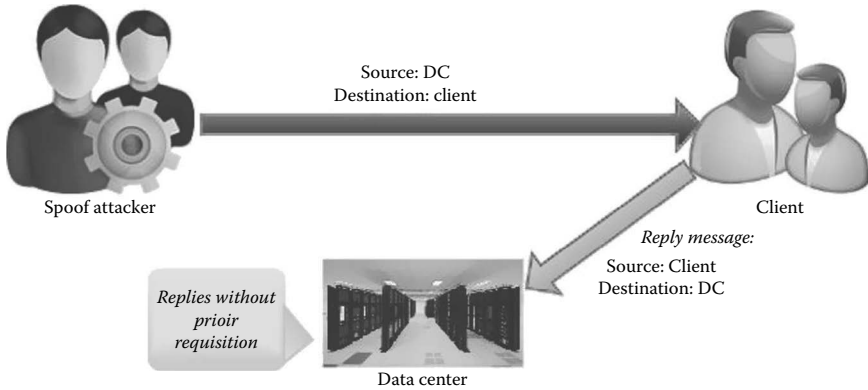 Source: DC
Destination: client
Spoof attacker
Client
Reply message:
Source: Client
Destination: DC
Replies without
prioir
requisition
Data center